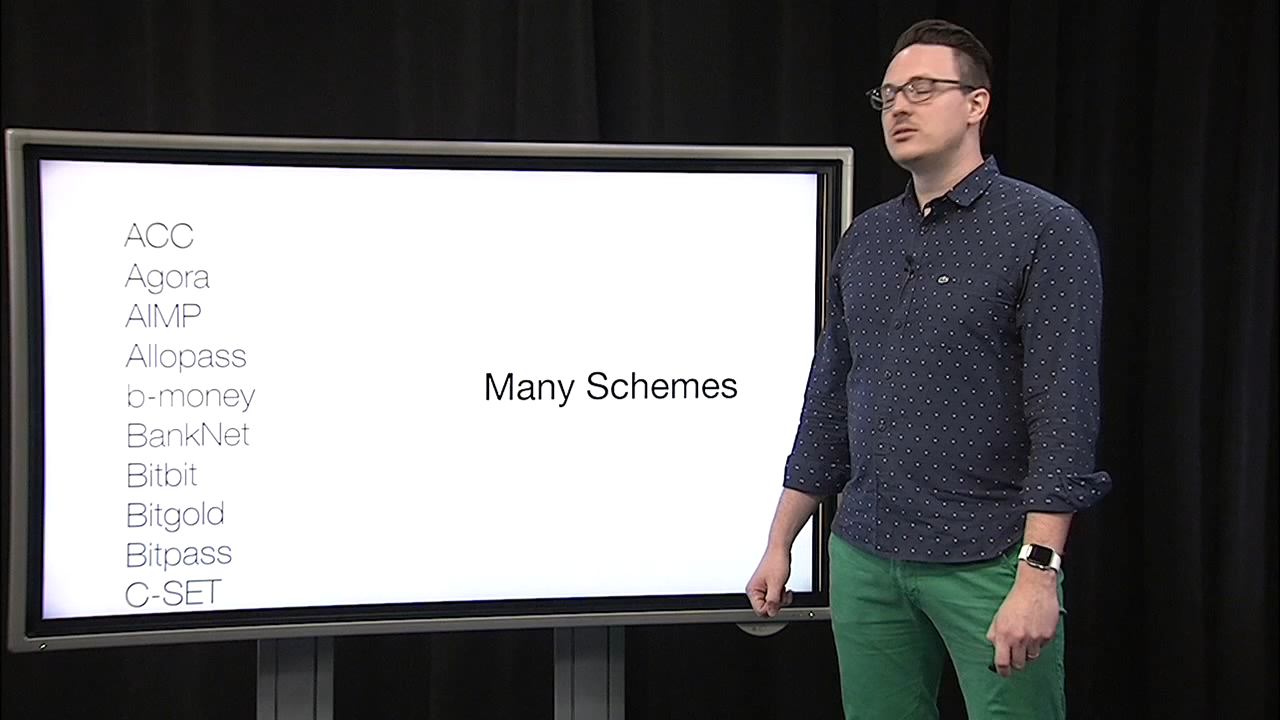 ACC
Agora
AIMP
Allopass
b-money
BankNet
Bitbit
Bitgold
Bitpass
C-SET
Many Schemes